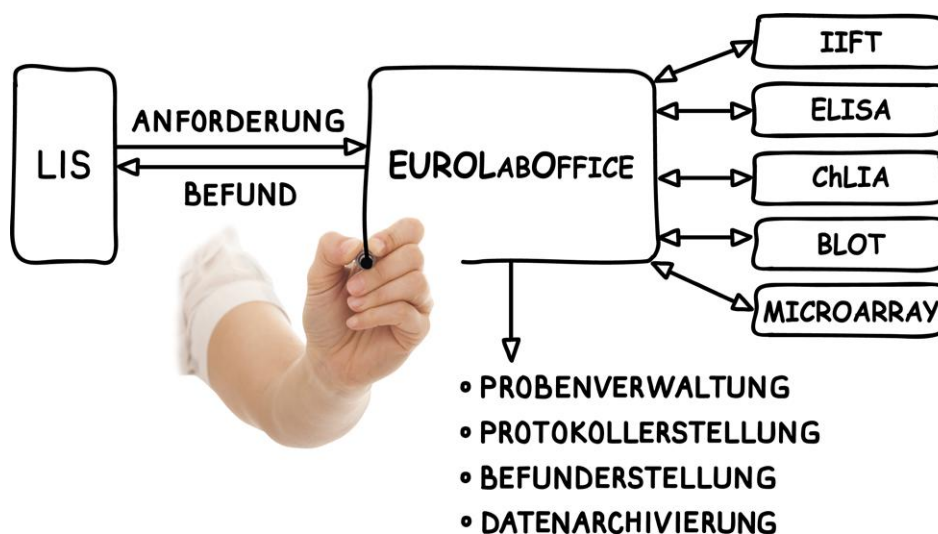 LIS
ANFORDERUNG
BEFUND
EUROLABOFFICE
IIFT
ELISA
ChLIA
BLOT
MICROARRAY
• PROBENVERWALTUNG
• PROTOKOLLERSTELLUNG
• BEFUNDERSTELLUNG
• DATENARCHIVIERUNG